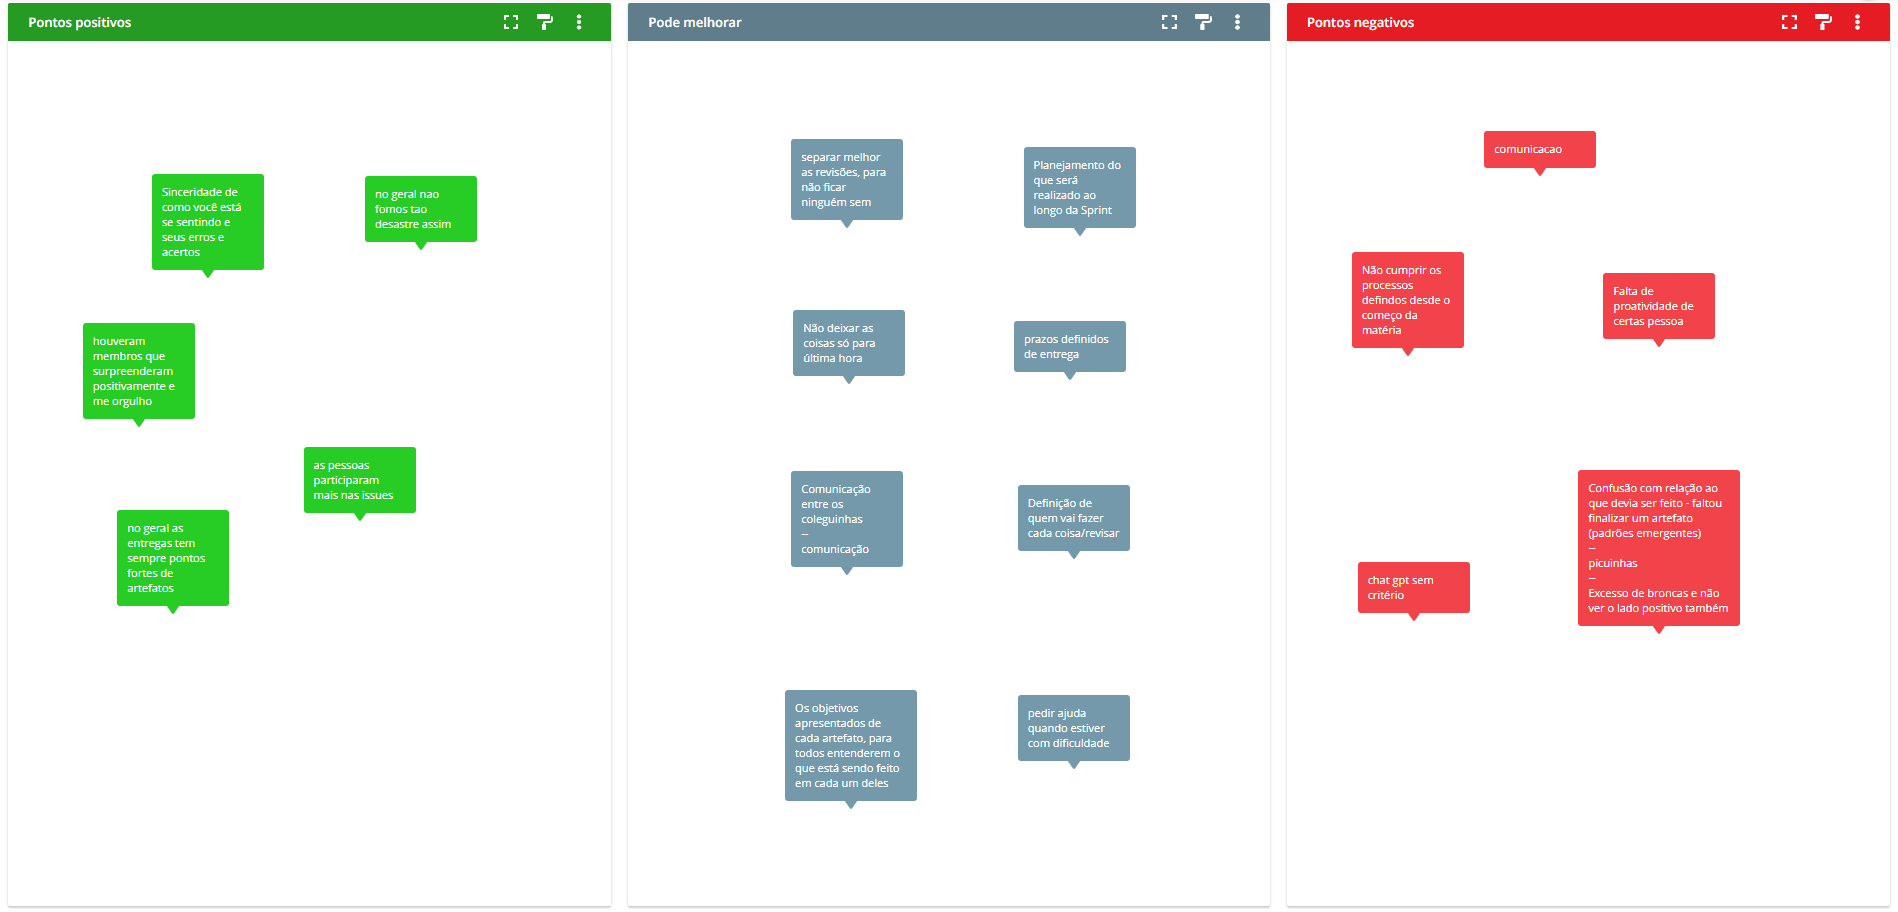 Pontos positivos
Sinceridade de
como você está
se sentindo e
seus erros e
acertos
no geral nao
fomos tao
desastre assim
houveram
membros que
surpreenderam
positivamente e
me orgulho
as pessoas
participaram
mais nas issues
no geral as
entregas tem
sempre pontos
fortes de
artefatos
Pode melhorar
separar melhor
as revisões, para
não ficar
ninguém sem
Planejamento do
que será
realizado ao
longo da Sprint
Não deixar as
coisas só para
última hora
prazos definidos
de entrega
Comunicação
entre os
coleguinhas
--
comunicação
Definição de
quem vai fazer
cada coisa/revisar
Os objetivos
apresentados de
cada artefato, para
todos entenderem o
que está sendo feito
em cada um deles
pedir ajuda
quando estiver
com dificuldade
Pontos negativos
comunicacao
Não cumprir os
processos
defindos desde o
começo da
matéria
Falta de
proatividade de
certas pessoa
Confusão com relação ao
que devia ser feito - faltou
finalizar um artefato
(padrões emergentes)
--
picuinhas
--
Excesso de broncas e não
ver o lado positivo também
chat gpt sem
critério